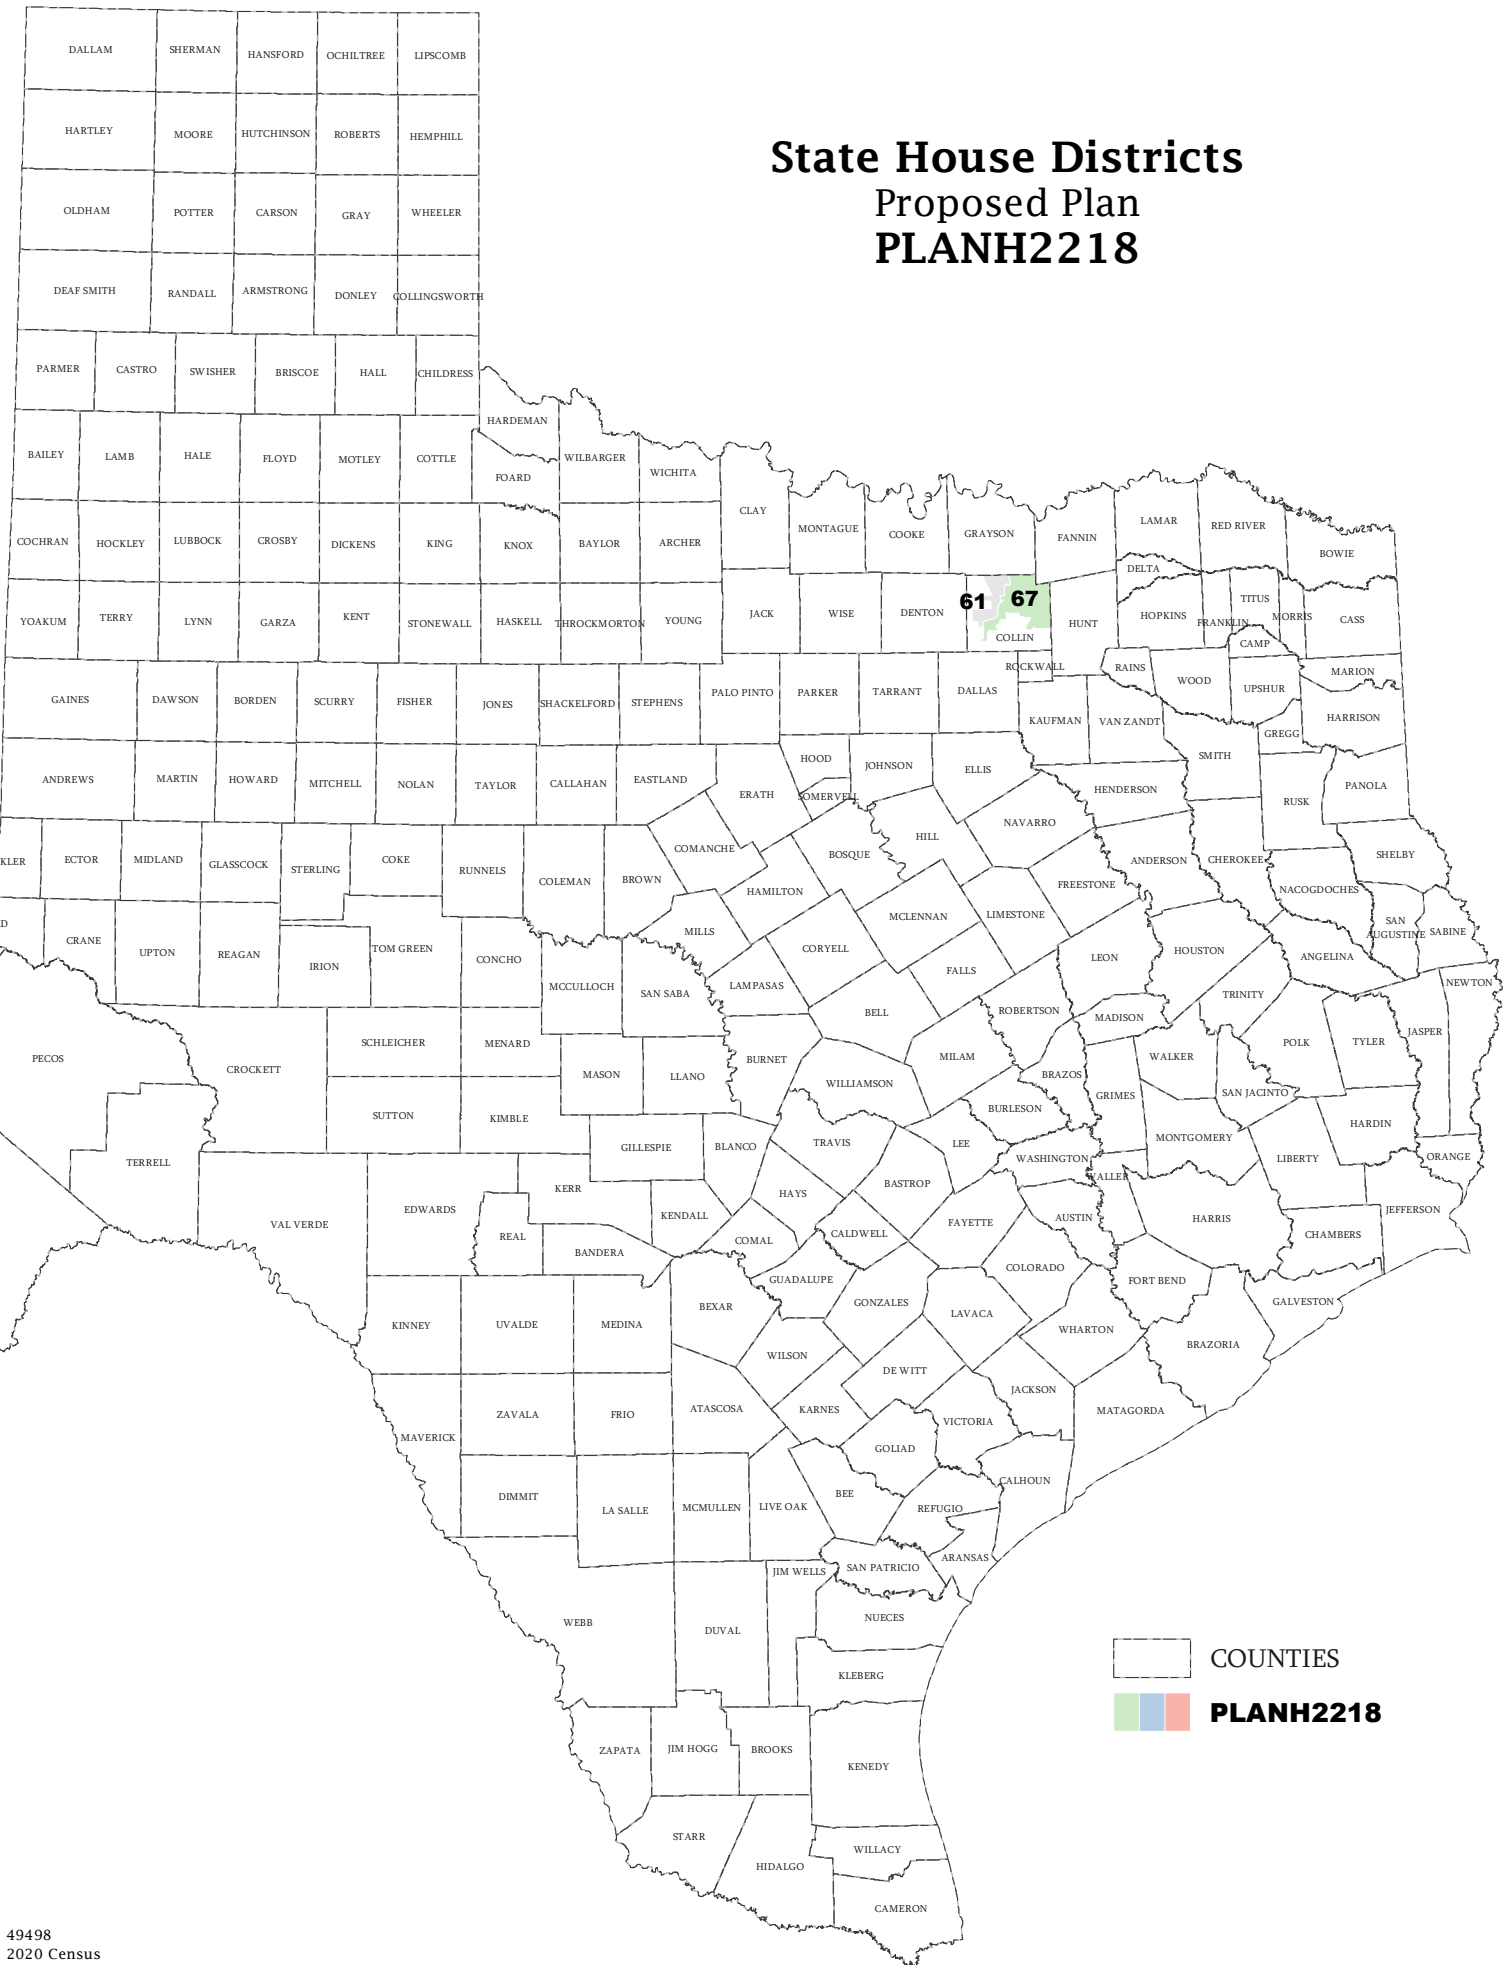 State House Districts
Proposed Plan
PLANH2218
DALLAM SHERMAN HANSFORD OCHILTREE LIPSCOMB
HARTLEY MOORE HUTCHINSON ROBERTS HEMPHILL
OLDHAM POTTER CARSON GRAY WHEELER
DEAF SMITH RANDALL ARMSTRONG DONLEY COLLINGSWORTH
PARMER CASTRO SWISHER BRISCOE HALL CHILDRESS
HARDEMAN
BAILEY LAMB HALE FLOYD MOTLEY COTTLE FOARD WILBARGER WICHITA
CLAY MONTAGUE COOKE GRAYSON FANNIN LAMAR RED RIVER BOWIE
COCHRAN HOCKLEY LUBBOCK CROSBY DICKENS KING KNOX BAYLOR ARCHER
DELTA
61 67
YOAKUM TERRY LYNN GARZA KENT STONEWALL HASKELL THROCKMORTON YOUNG JACK WISE DENTON COLLIN HUNT HOPKINS FRANKLIN TITUS MORRIS CASS
CAMP
ROCKWALL RAINS WOOD UPSHUR MARION
GAINES DAWSON BORDEN SCURRY FISHER JONES SHACKELFORD STEPHENS PALO PINTO PARKER TARRANT DALLAS
KAUFMAN VAN ZANDT SMITH GREGG HARRISON
ANDREWS MARTIN HOWARD MITCHELL NOLAN TAYLOR CALLAHAN EASTLAND ERATH HOOD JOHNSON ELLIS
SOMERVELL HENDERSON RUSK PANOLA
COMANCHE BOSQUE HILL NAVARRO
KLER ECTOR MIDLAND GLASSCOCK STERLING COKE RUNNELS COLEMAN BROWN
ANDERSON CHEROKEE SHELBY
HAMILTON FREESTONE NACOGDOCHES
D CRANE UPTON REAGAN IRION TOM GREEN CONCHO
MILLS CORYELL MCLENNAN LIMESTONE
SAN
AUGUSTINE SABINE
LEON HOUSTON ANGELINA
MCCULLOCH SAN SABA LAMPASAS FALLS
BELL ROBERTSON MADISON TRINITY NEWTON
PECOS CROCKETT SCHLEICHER MENARD
MASON LLANO BURNET WILLIAMSON MILAM BRAZOS WALKER POLK TYLER JASPER
SUTTON KIMBLE
BURLESON GRIMES SAN JACINTO HARDIN
TERRELL GILLESPIE BLANCO TRAVIS LEE WASHINGTON MONTGOMERY LIBERTY ORANGE
WALLER
VAL VERDE EDWARDS KERR HAYS BASTROP
REAL KENDALL CALDWELL FAYETTE AUSTIN HARRIS CHAMBERS JEFFERSON
BANDERA COMAL COLORADO
GUADALUPE FORT BEND GALVESTON
KINNEY UVALDE MEDINA BEXAR GONZALES LAVACA WHARTON BRAZORIA
WILSON DE WITT
ZAVALA FRIO ATASCOSA KARNES JACKSON MATAGORDA
MAVERICK VICTORIA
GOLIAD
DIMMIT LA SALLE MCMULLEN LIVE OAK BEE CALHOUN
REFUGIO
ARANSAS
JIM WELLS SAN PATRICIO
WEBB DUVAL NUECES
KLEBERG
ZAPATA JIM HOGG BROOKS KENEDY
STARR WILLACY
HIDALGO
CAMERON
COUNTIES
PLANH2218
49498
2020 Census